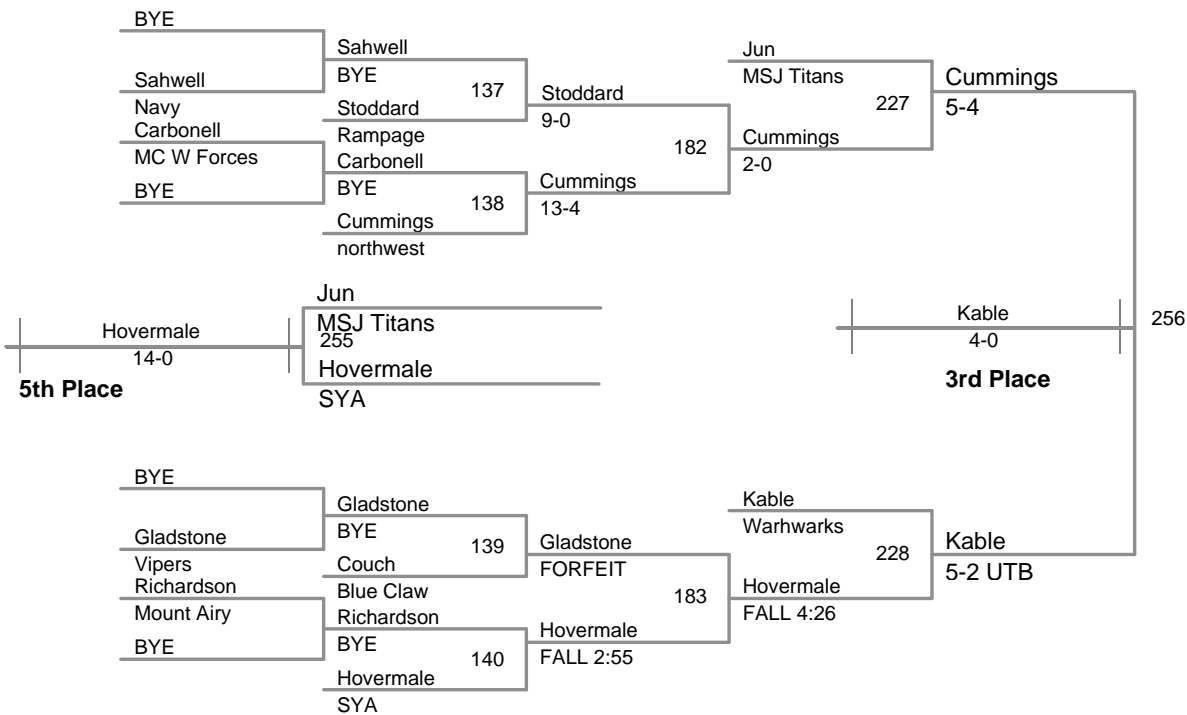 BYE
Sahwell
Jun
BYE
MSJ Titans
Cummings
Sahwell
137
Stoddard
227
5-4
Navy
Stoddard
9-0
Carbonell
Rampage
182
Cummings
MC W Forces
Carbonell
2-0
BYE
BYE
Cummings
138
13-4
Cummings
northwest
Jun
Hovermale
MSJ Titans
Kable
256
14-0
255
4-0
5th Place
Hovermale
3rd Place
SYA
BYE
Gladstone
Kable
BYE
Warhwarks
Gladstone
139
Gladstone
228
Kable
Vipers
Couch
FORFEIT
5-2 UTB
Richardson
Blue Claw
183
Hovermale
Mount Airy
Richardson
FALL 4:26
BYE
BYE
Hovermale
140
FALL 2:55
Hovermale
SYA